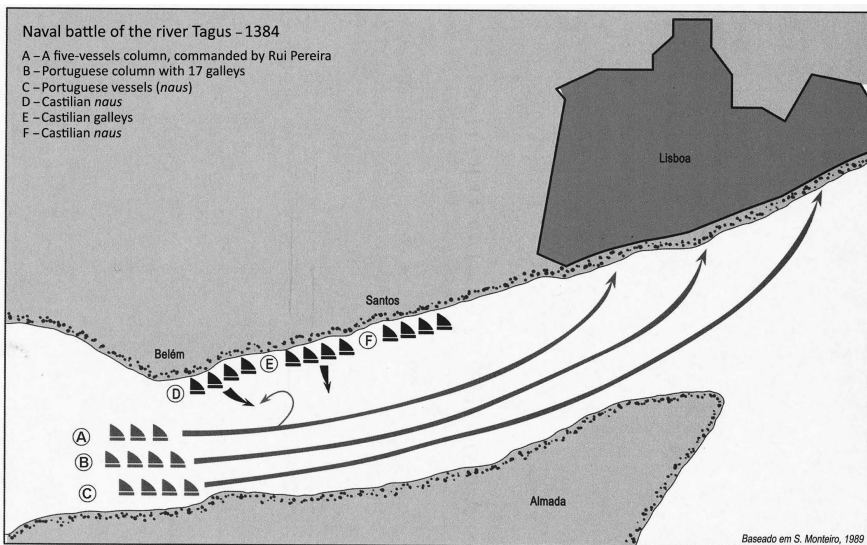 Naval battle of the river Tagus – 1384
A – A five-vessels column, commanded by Rui Pereira
B – Portuguese column with 17 galleys
C – Portuguese vessels (naus)
D – Castilian naus
E – Castilian galleys
F – Castilian naus
Lisboa
Santos
F
Belém
E
D
A
B
C
Almada
Baseado em S. Monteiro, 1989